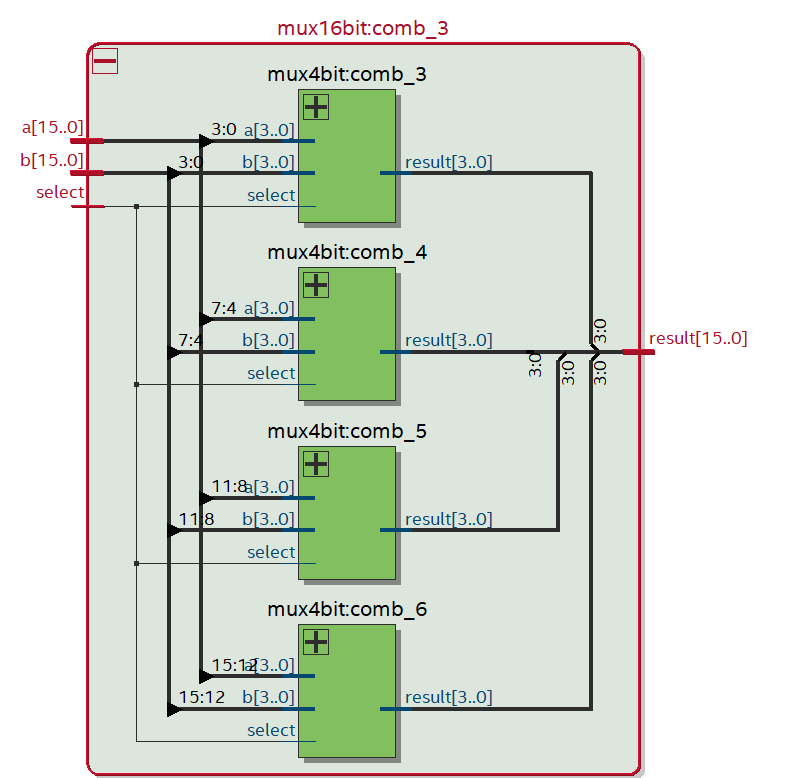 mux16bit:comb_3
mux4bit:comb_3
a[15..0]
3:0 a[3..0]
b[15..0]
3:0 b[3..0]
result[3..0]
select
select
mux4bit:comb_4
7:4 a[3..0]
7:4 b[3..0]
result[3..0]
select
3:0
result[15..0]
3:0
3:0
3:0
mux4bit:comb_5
11:8 a[3..0]
11:8 b[3..0]
result[3..0]
select
mux4bit:comb_6
15:12 a[3..0]
15:12 b[3..0]
result[3..0]
select